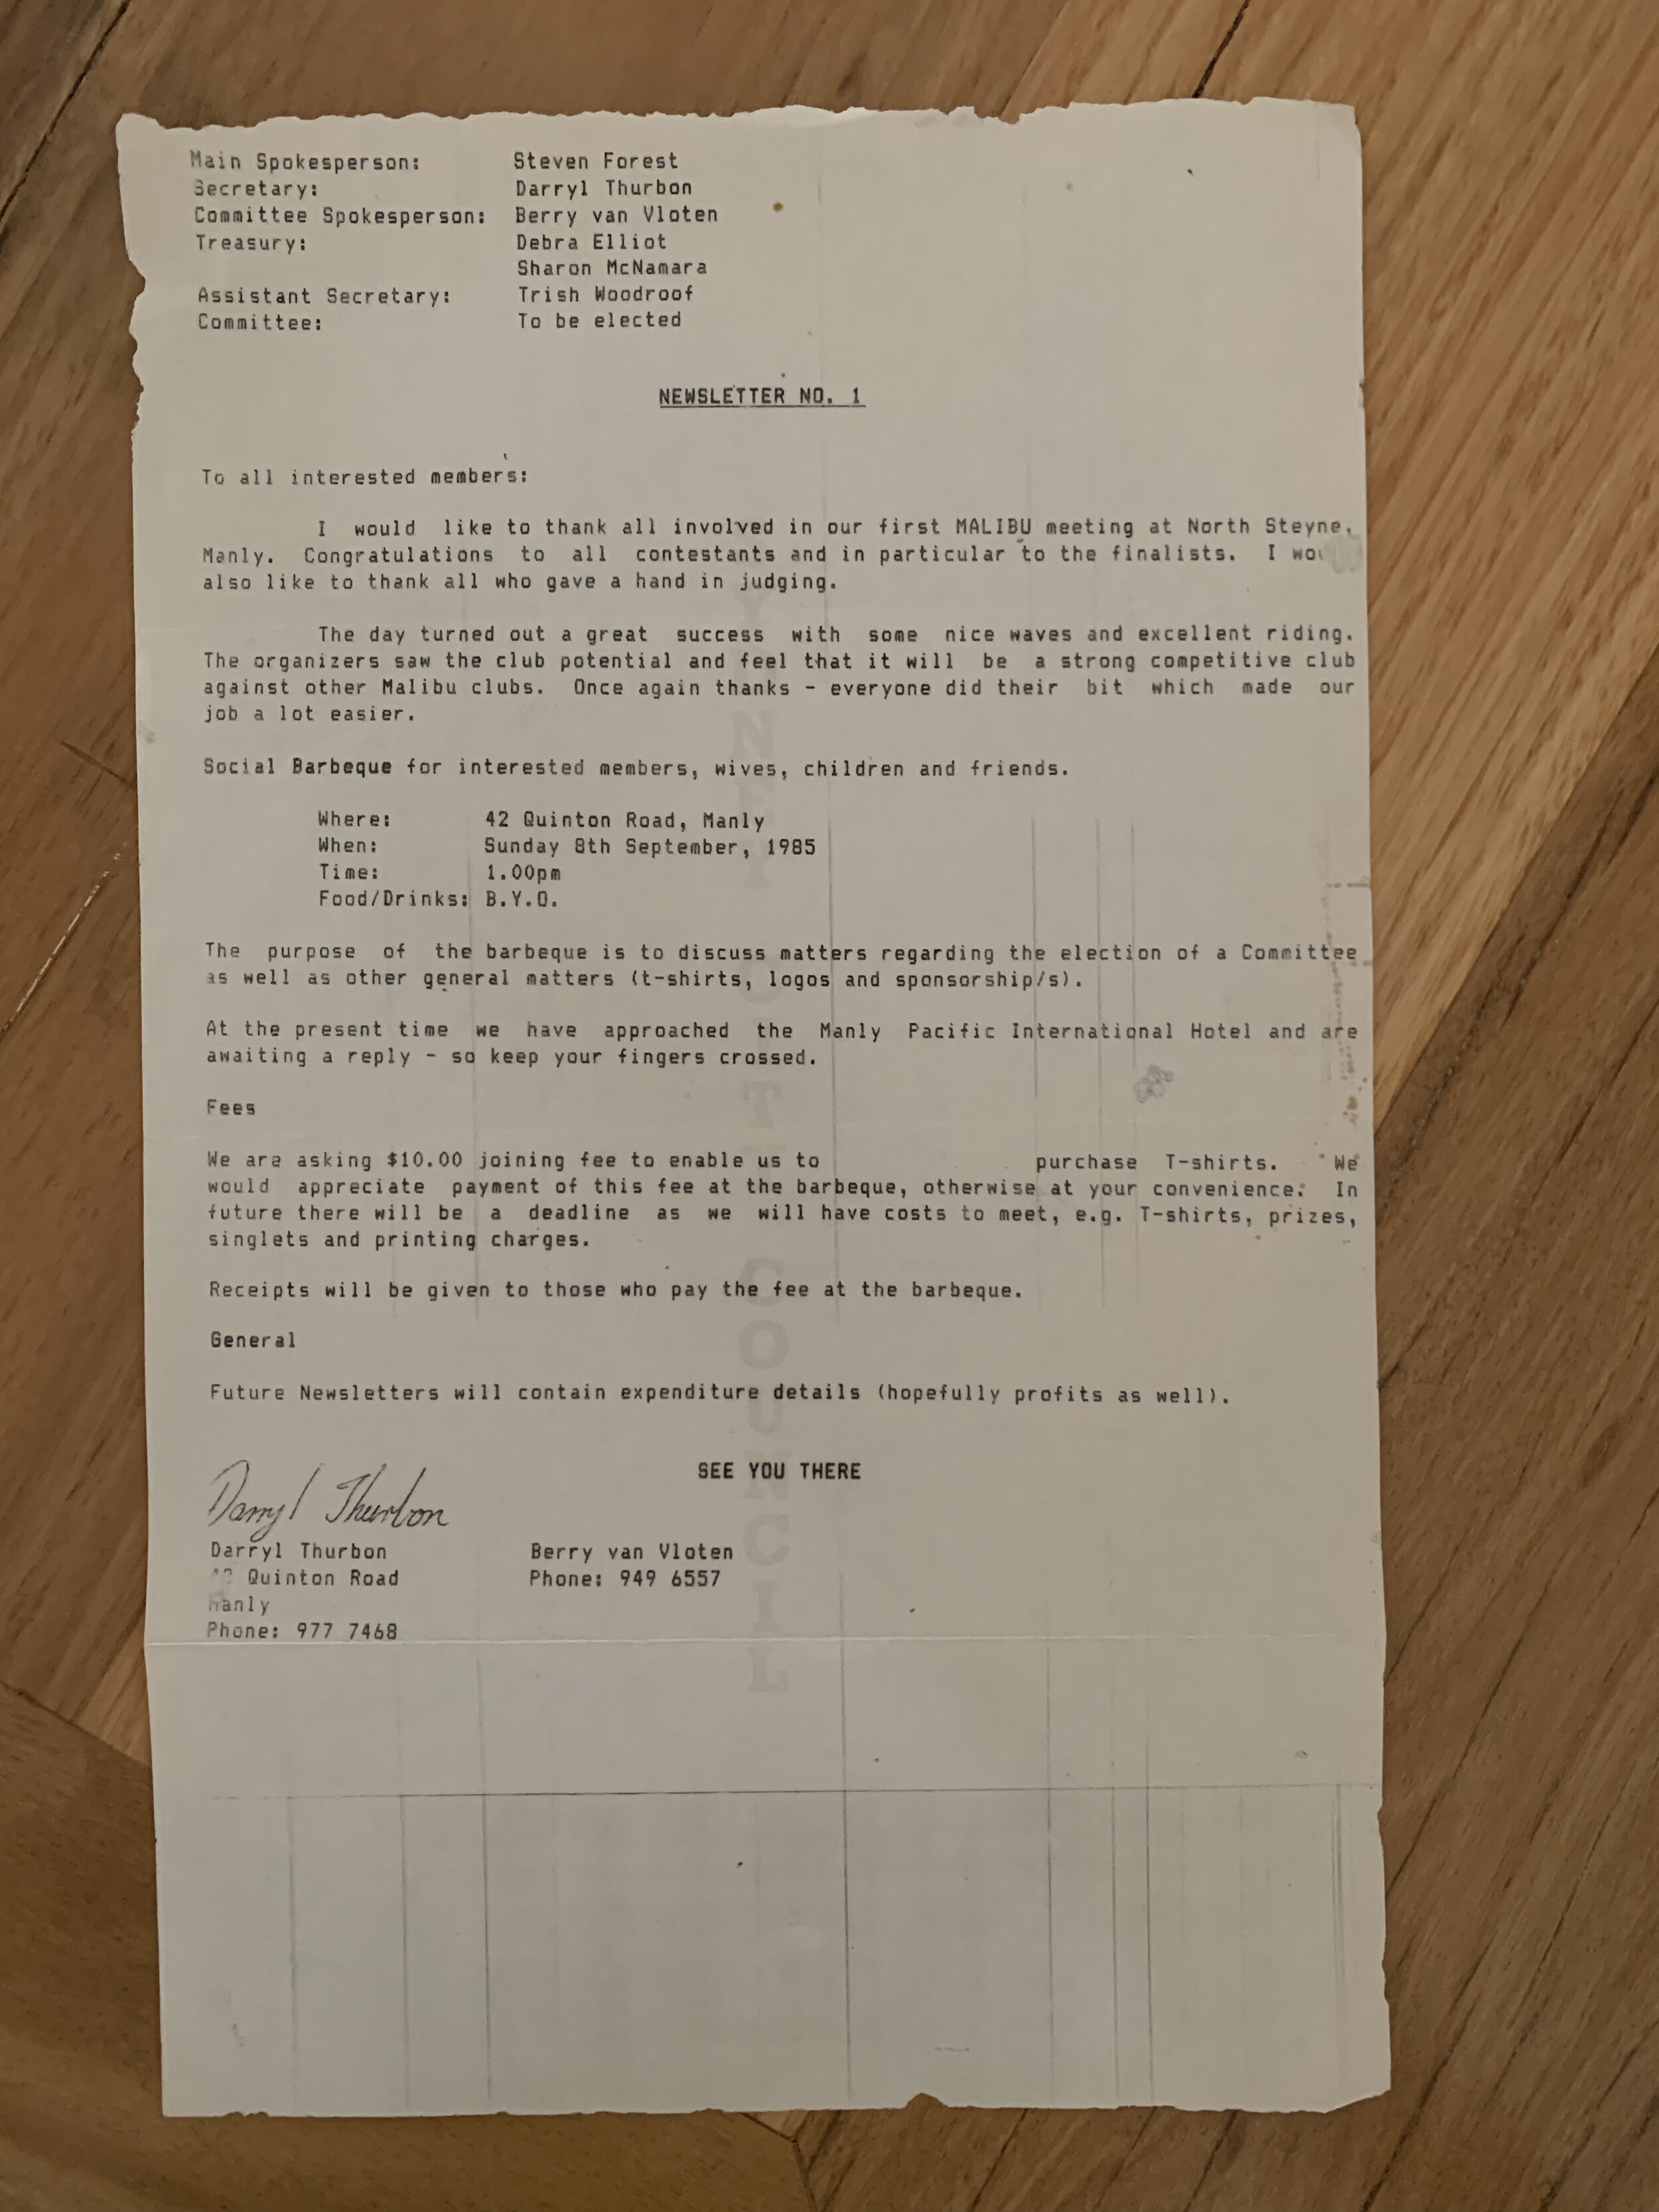 Main Spokesperson: Steven Forest
Secretary: Darryl Thurbon
Committee Spokesperson: Berry van Vloten
Treasury: Debra Elliot
Sharon McNamara
Assistant Secretary: Trish Woodroof
Committee: To be elected
NEWSLETTER NO. 1
To all interested members:
I would like to thank all involved in our first MALIBU meeting at North Steyne,
Manly. Congratulations to all contestants and in particular to the finalists. I
also like to thank all who gave a hand in judging.
The day turned out a great success with some nice waves and excellent riding.
The organizers saw the club potential and feel that it will be a strong competitive club
against other Malibu clubs. Once again thanks - everyone did their bit which made our
job a lot easier.
Social Barbeque for interested members, wives, children and friends.
Where: 42 Quinton Road, Manly
When: Sunday 8th September, 1985
Time: 1.00pm
Food/Drinks: B.Y.O.
The purpose of the barbeque is to discuss matters regarding the election of a Committee
as well as other general matters (t-shirts, logos and sponsorship/s).
At the present time we have approached the Manly Pacific International Hotel and are
awaiting a reply - so keep your fingers crossed.
Fees
We are asking $10.00 joining fee to enable us to purchase T-shirts. We
would appreciate payment of this fee at the barbeque, otherwise at your convenience. In
future there will be a deadline as we will have costs to meet, e.g. T-shirts, prizes,
singlets and printing charges.
Receipts will be given to those who pay the fee at the barbeque.
General
Future Newsletters will contain expenditure details (hopefully profits as well).
SEE YOU THERE
Darryl Thurbon
Darryl Thurbon Berry van Vloten
Quinton Road Phone: 949 6557
Manly
Phone: 977 7468
COUNCIL